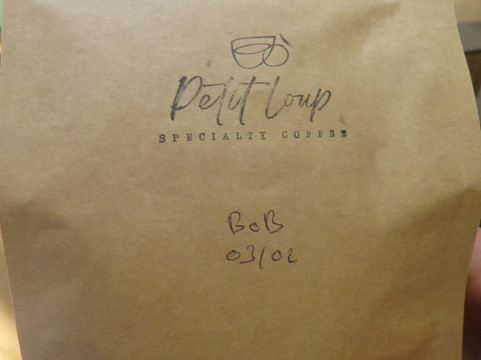 Petit Loup
SPECIALTY COFFEE
BOB
03/02